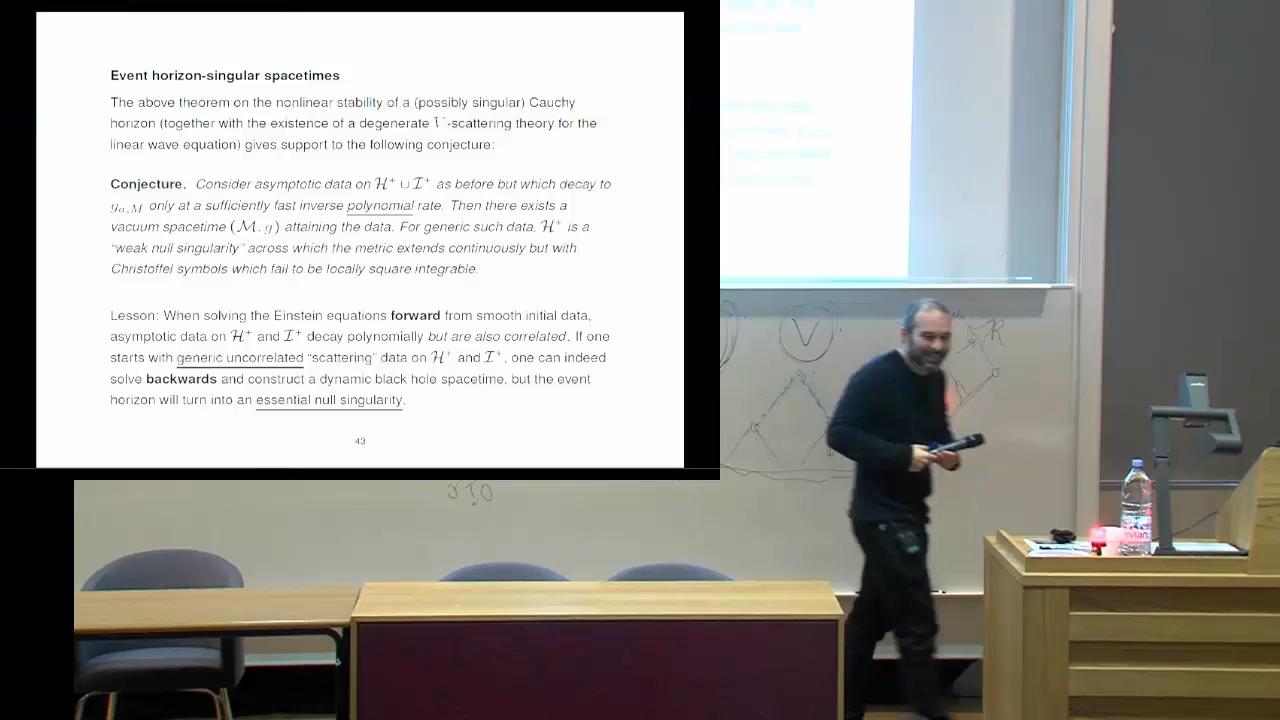 Event horizon-singular spacetimes
The above theorem on the nonlinear stability of a (possibly singular) Cauchy
horizon (together with the existence of a degenerate T-scattering theory for the
linear wave equation) gives support to the following conjecture:
Conjecture. Consider asymptotic data on ℋ⁺ ∪ ℐ⁺ as before but which decay to
g_{a,M} only at a sufficiently fast inverse polynomial rate. Then there exists a
vacuum spacetime (ℳ, g) attaining the data. For generic such data, ℋ⁺ is a
“weak null singularity” across which the metric extends continuously but with
Christoffel symbols which fail to be locally square integrable.
Lesson: When solving the Einstein equations forward from smooth initial data,
asymptotic data on ℋ⁺ and ℐ⁺ decay polynomially but are also correlated. If one
starts with generic uncorrelated “scattering” data on ℋ⁺ and ℐ⁺, one can indeed
solve backwards and construct a dynamic black hole spacetime, but the event
horizon will turn into an essential null singularity.
43
V
R
evian